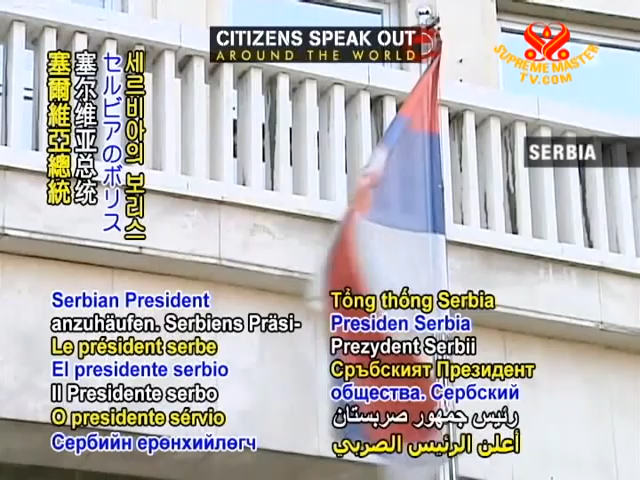 CITIZENS SPEAK OUT
AROUND THE WORLD
SUPREME MASTER
TV.COM
SERBIA
塞爾維亞總統
塞尔维亚总统
セルビアのボリス
세르비아의 보리스
Serbian President
anzuhäufen. Serbiens Präsi-
Le président serbe
El presidente serbio
Il Presidente serbo
O presidente sérvio
Сербийн ерөнхийлөгч
Tổng thống Serbia
Presiden Serbia
Prezydent Serbii
Сръбският Президент
общества. Сербский
رئیس جمهور صربستان
أعلن الرئيس الصربي